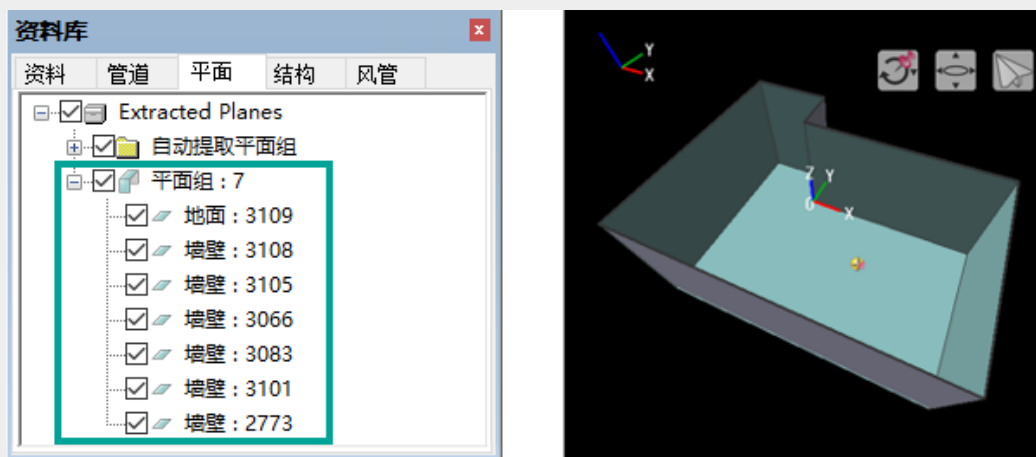 资料库
资料 管道 平面 结构 风管
Extracted Planes
自动提取平面组
平面组 : 7
地面 : 3109
墙壁 : 3108
墙壁 : 3105
墙壁 : 3066
墙壁 : 3083
墙壁 : 3101
墙壁 : 2773
Y
X
Z Y
0 X